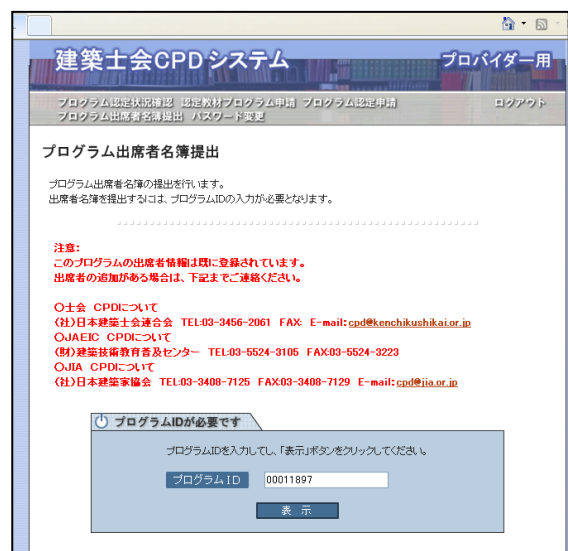 建築士会CPDシステム
プロバイダー用
プログラム認定状況確認 認定教材プログラム申請 プログラム認定申請
ログアウト
プログラム出席者名簿提出 パスワード変更
プログラム出席者名簿提出
プログラム出席者名簿の提出を行います。
出席者名簿を提出するには、プログラムIDの入力が必要となります。
注意:
このプログラムの出席者情報は既に登録されています。
出席者の追加がある場合は、下記までご連絡ください。
○士会 CPDについて
(社)日本建築士会連合会 TEL:03-3456-2061 FAX: E-mail:cpd@kenchikushikai.or.jp
○JAEIC CPDについて
(財)建築技術教育普及センター TEL:03-5524-3105 FAX:03-5524-3223
○JIA CPDについて
(社)日本建築家協会 TEL:03-3408-7125 FAX:03-3408-7129 E-mail:cpd@jia.or.jp
プログラムIDが必要です
プログラムIDを入力してし、「表示」ボタンをクリックしてください。
プログラムID 00011897
表 示